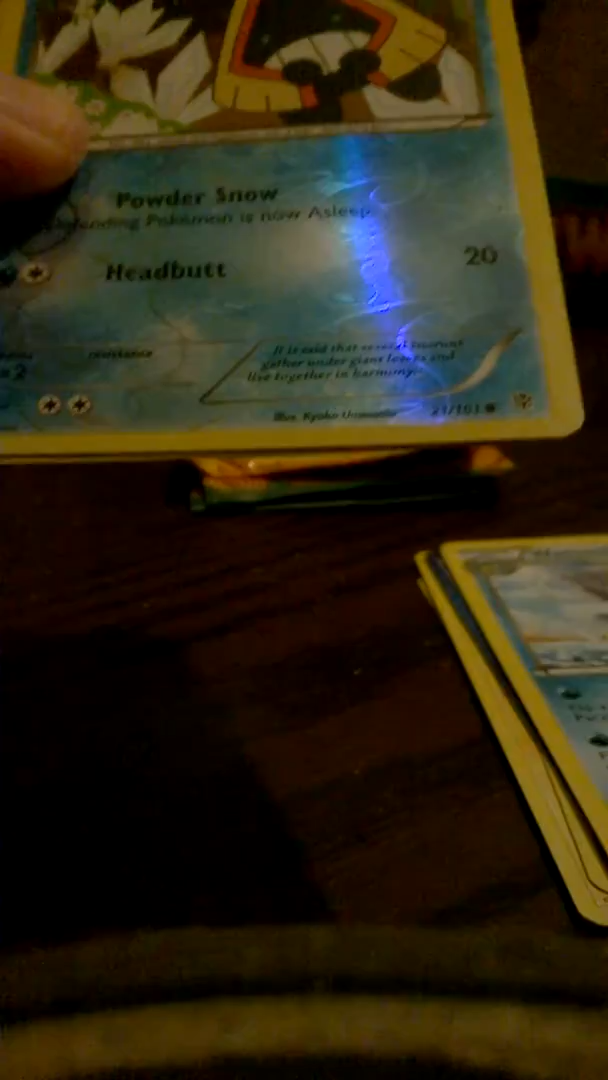 Powder Snow
Defending Pokémon is now Asleep.
Headbutt 20
resistance
×2
It is said that several Snorunt
gather under giant leaves and
live together in harmony.
Illus. Kyoko Umemoto 21/101